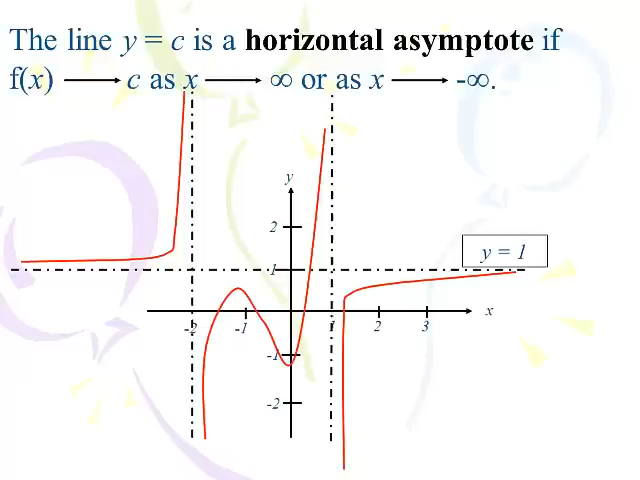 The line y = c is a horizontal asymptote if
f(x) ⟶ c as x ⟶ ∞ or as x ⟶ -∞.
y
2
y = 1
1
x
-2 -1 1 2 3
-1
-2